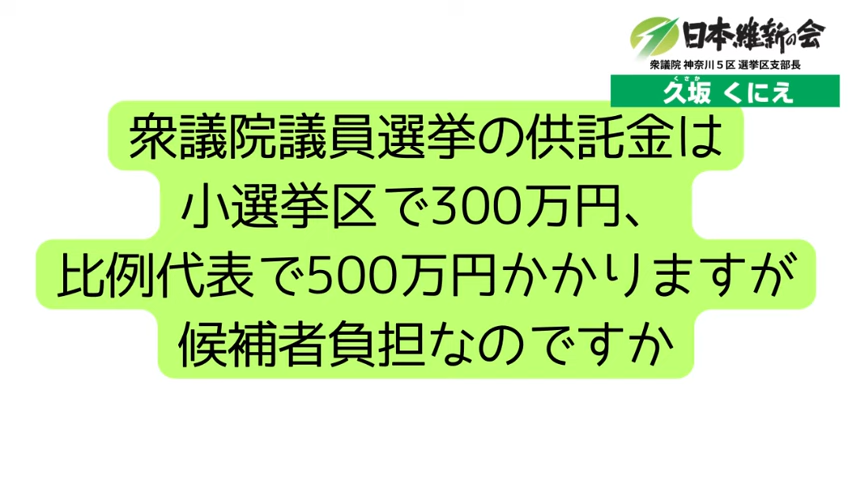 日本維新の会
衆議院 神奈川5区 選挙区支部長
くさか
久坂 くにえ
衆議院議員選挙の供託金は
小選挙区で300万円、
比例代表で500万円かかりますが
候補者負担なのですか